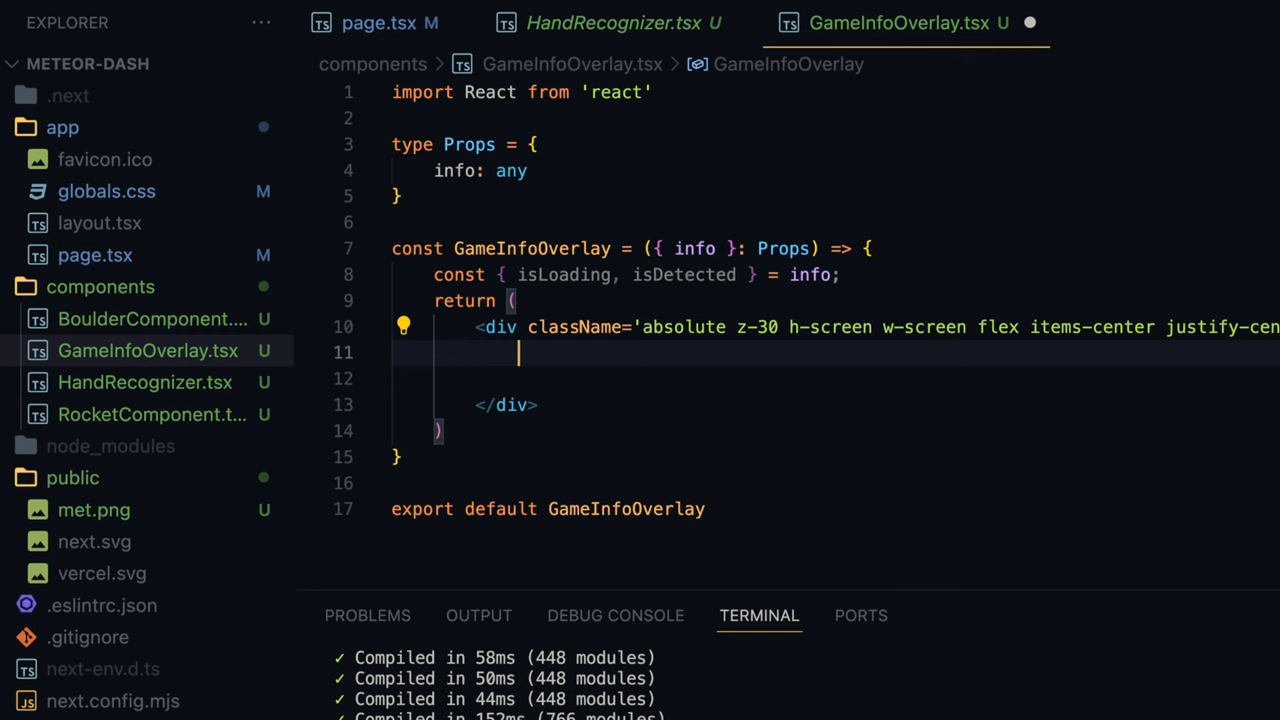 EXPLORER ...
METEOR-DASH
.next
app
favicon.ico
globals.css M
layout.tsx
page.tsx M
components
BoulderComponent.... U
GameInfoOverlay.tsx U
HandRecognizer.tsx U
RocketComponent.t... U
node_modules
public
met.png U
next.svg
vercel.svg
.eslintrc.json
.gitignore
next-env.d.ts
next.config.mjs
page.tsx M
HandRecognizer.tsx U
GameInfoOverlay.tsx U
components > GameInfoOverlay.tsx > GameInfoOverlay
1 import React from 'react'
2
3 type Props = {
4 info: any
5 }
6
7 const GameInfoOverlay = ({ info }: Props) => {
8 const { isLoading, isDetected } = info;
9 return (
10 <div className='absolute z-30 h-screen w-screen flex items-center justify-cen
11
12
13 </div>
14 )
15 }
16
17 export default GameInfoOverlay
PROBLEMS OUTPUT DEBUG CONSOLE TERMINAL PORTS
✓ Compiled in 58ms (448 modules)
✓ Compiled in 50ms (448 modules)
✓ Compiled in 44ms (448 modules)
✓ Compiled in 152ms (766 modules)